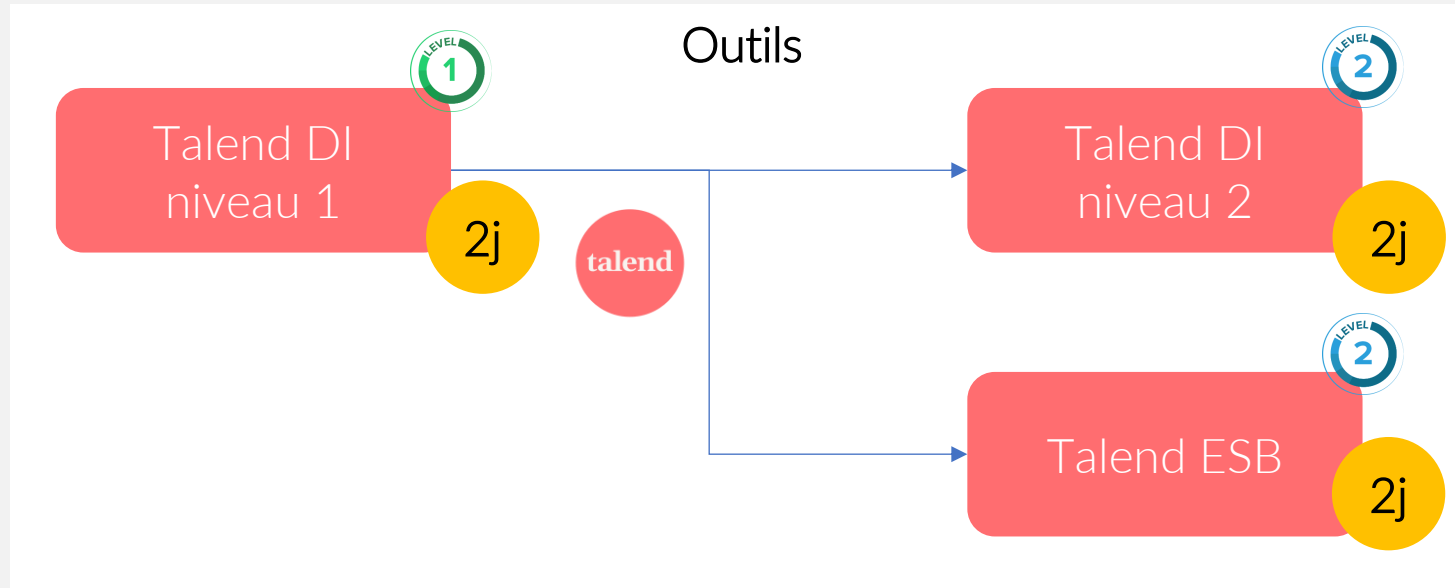 Outils
LEVEL
1
Talend DI
niveau 1
2j
talend
LEVEL
2
Talend DI
niveau 2
2j
LEVEL
2
Talend ESB
2j